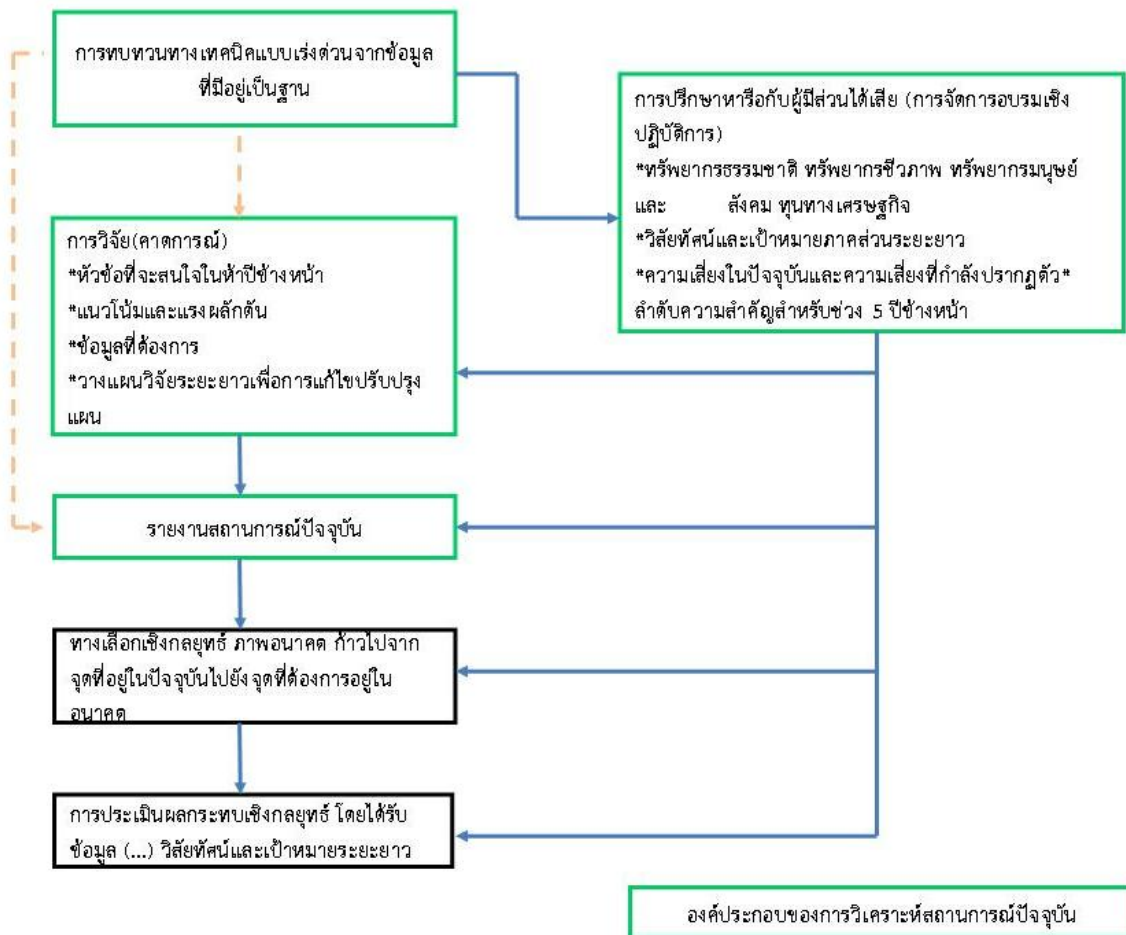 การทบทวนทางเทคนิคแบบเร่งด่วนจากข้อมูล
ที่มีอยู่เป็นฐาน
การปรึกษาหารือกับผู้มีส่วนได้เสีย (การจัดการอบรมเชิง
ปฏิบัติการ)
*ทรัพยากรธรรมชาติ ทรัพยากรชีวภาพ ทรัพยากรมนุษย์
และ สังคม ทุนทางเศรษฐกิจ
*วิสัยทัศน์และเป้าหมายภาคส่วนระยะยาว
*ความเสี่ยงในปัจจุบันและความเสี่ยงที่กำลังปรากฏตัว*
ลำดับความสำคัญสำหรับช่วง 5 ปีข้างหน้า
การวิจัย(คาดการณ์)
*หัวข้อที่จะสนใจในห้าปีข้างหน้า
*แนวโน้มและแรงผลักดัน
*ข้อมูลที่ต้องการ
*วางแผนวิจัยระยะยาวเพื่อการแก้ไขปรับปรุง
แผน
รายงานสถานการณ์ปัจจุบัน
ทางเลือกเชิงกลยุทธ์ ภาพอนาคต ก้าวไปจาก
จุดที่อยู่ในปัจจุบันไปยัง จุดที่ต้องการอยู่ใน
อนาคต
การประเมินผลกระทบเชิงกลยุทธ์ โดยได้รับ
ข้อมูล (...) วิสัยทัศน์และเป้าหมายระยะยาว
องค์ประกอบของการวิเคราะห์สถานการณ์ปัจจุบัน